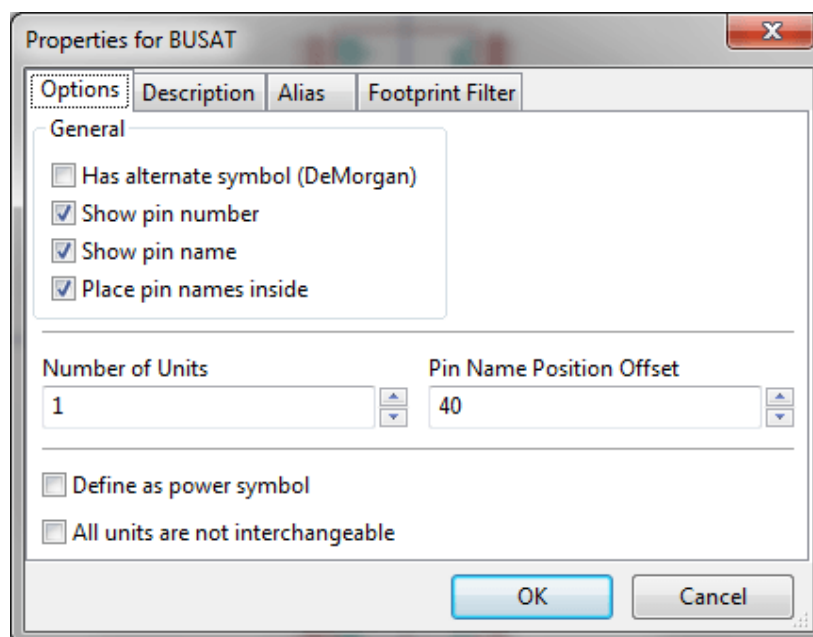 Properties for BUSAT
Options Description Alias Footprint Filter
General
Has alternate symbol (DeMorgan)
Show pin number
Show pin name
Place pin names inside
Number of Units Pin Name Position Offset
1 40
Define as power symbol
All units are not interchangeable
OK Cancel